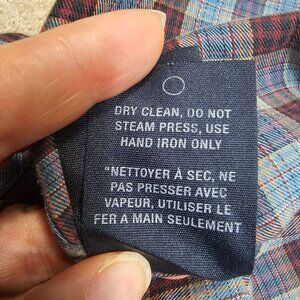 DRY CLEAN, DO NOT
STEAM PRESS, USE
HAND IRON ONLY
"NETTOYER À SEC, NE
PAS PRESSER AVEC
VAPEUR, UTILISER LE
FER A MAIN SEULEMENT